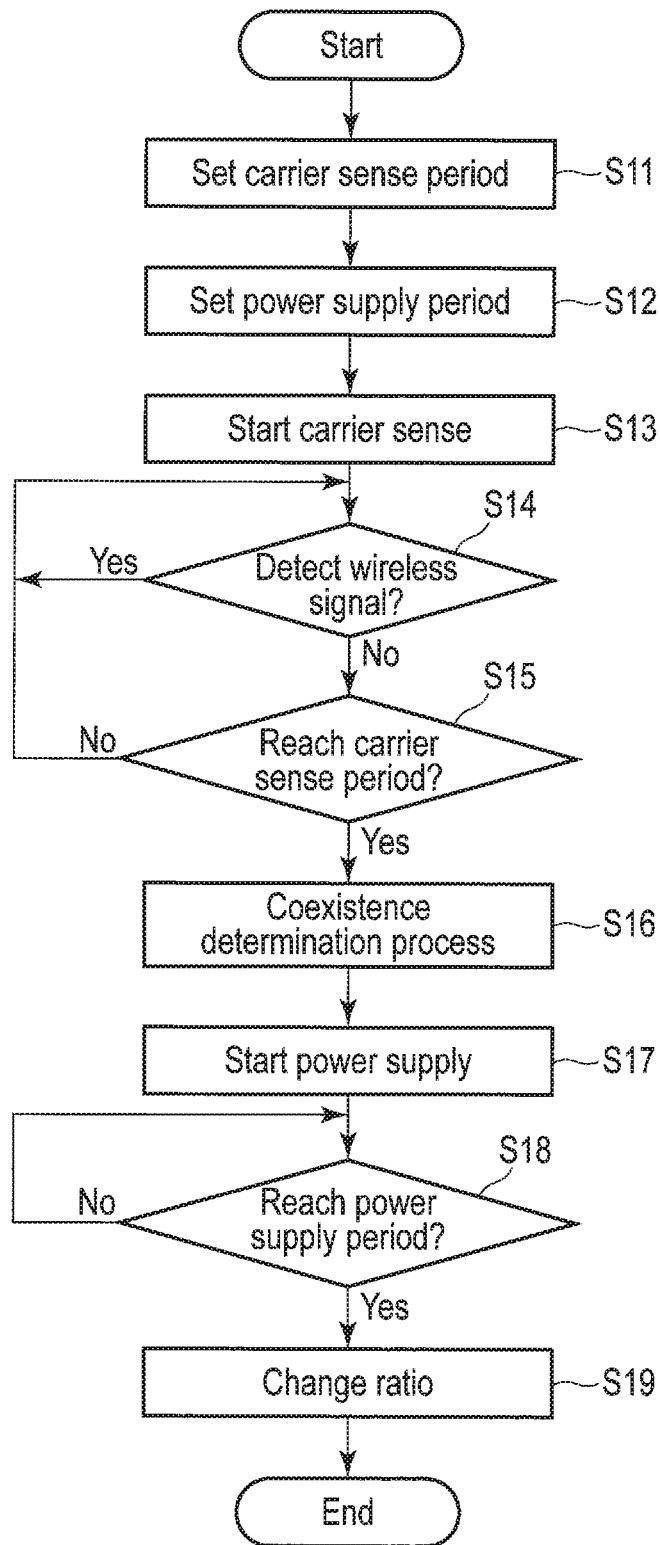 Start
Set carrier sense period
S11
Set power supply period
S12
Start carrier sense
S13
S14
Yes
Detect wireless
signal?
No
S15
No
Reach carrier
sense period?
Yes
Coexistence
determination process
S16
Start power supply
S17
S18
No
Reach power
supply period?
Yes
Change ratio
S19
End